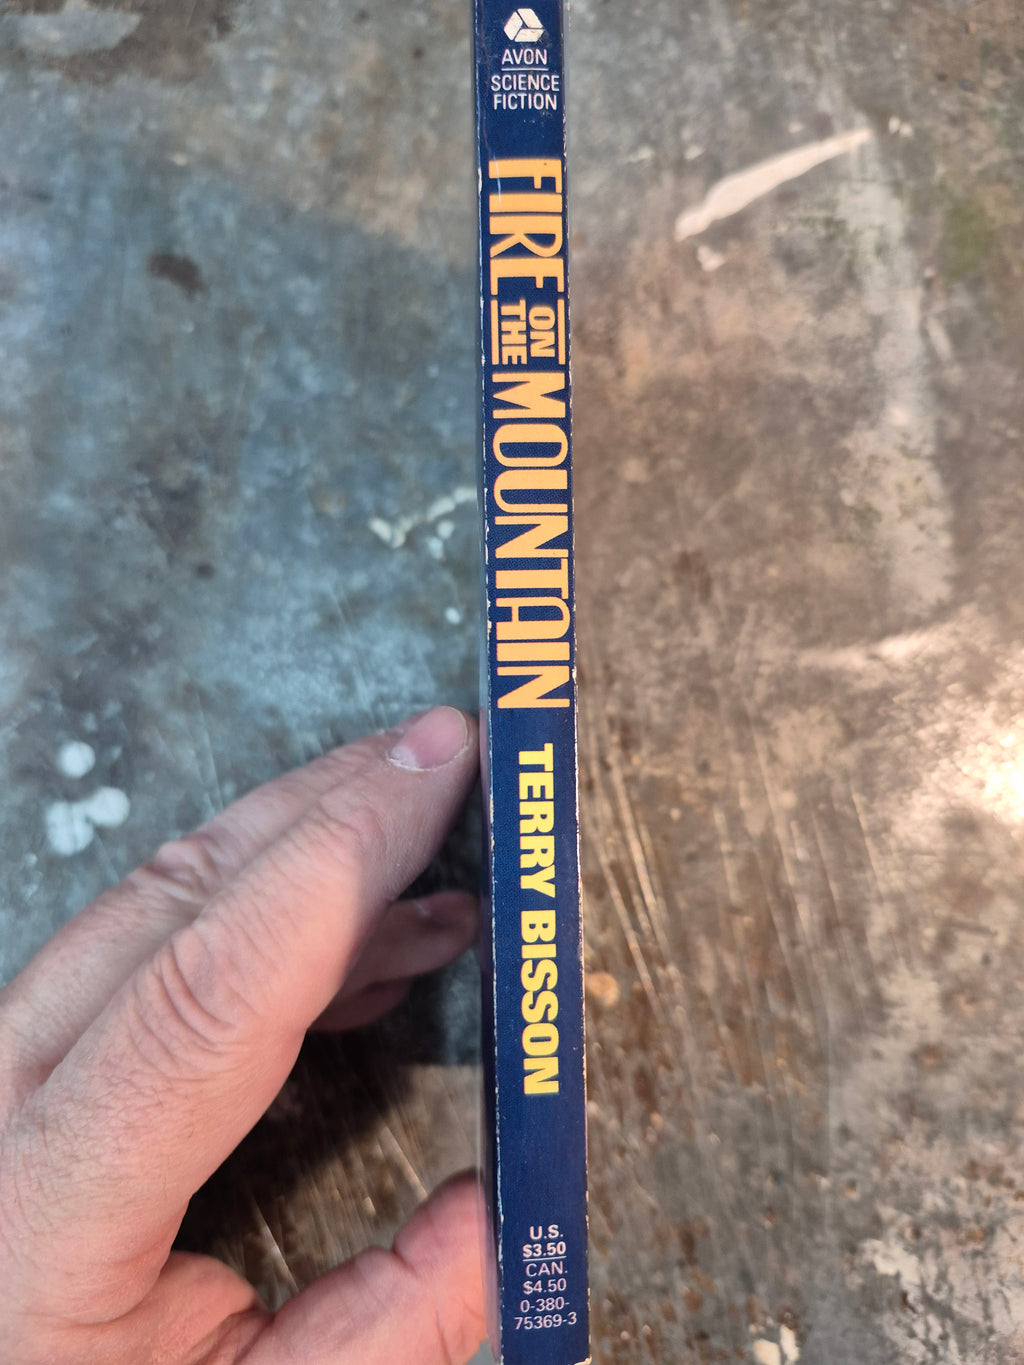 AVON
SCIENCE
FICTION
FIRE ON THE MOUNTAIN
TERRY BISSON
U.S.
$3.50
CAN.
$4.50
0-380-
75369-3